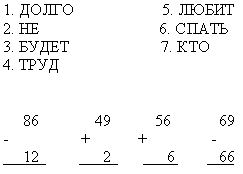 1. ДОЛГО 5. ЛЮБИТ
2. НЕ 6. СПАТЬ
3. БУДЕТ 7. КТО
4. ТРУД
86 49 56 69
- + + -
12 2 6 66